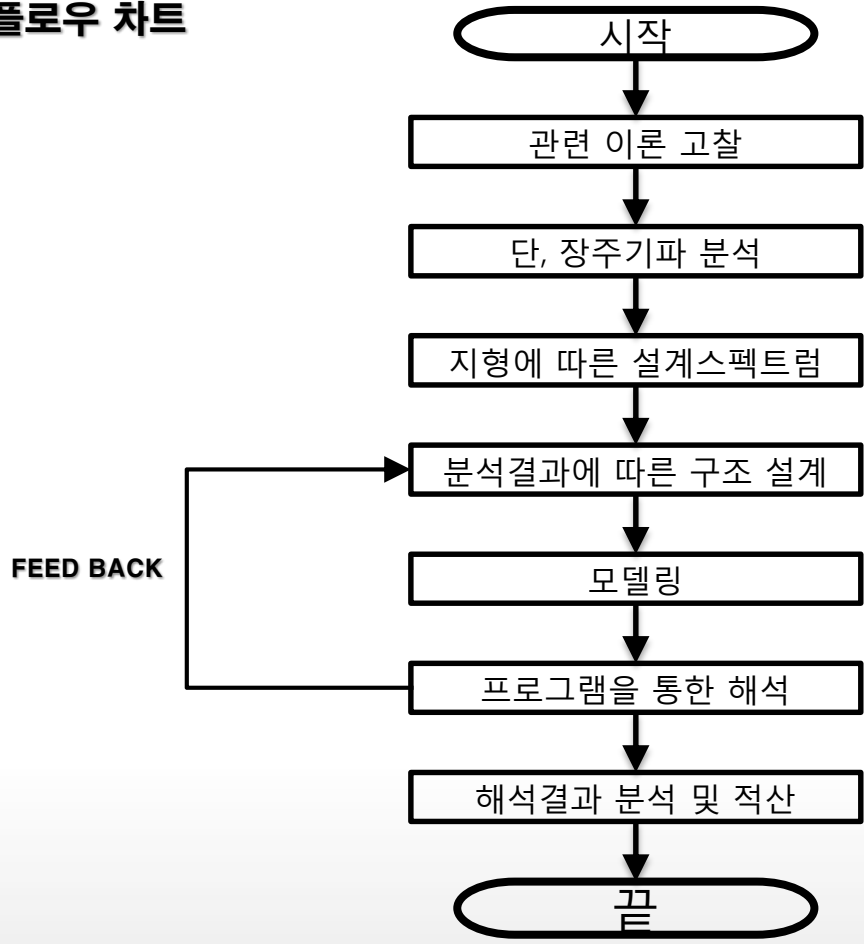 플로우 차트
시작
관련 이론 고찰
단, 장주기파 분석
지형에 따른 설계스펙트럼
분석결과에 따른 구조 설계
FEED BACK
모델링
프로그램을 통한 해석
해석결과 분석 및 적산
끝